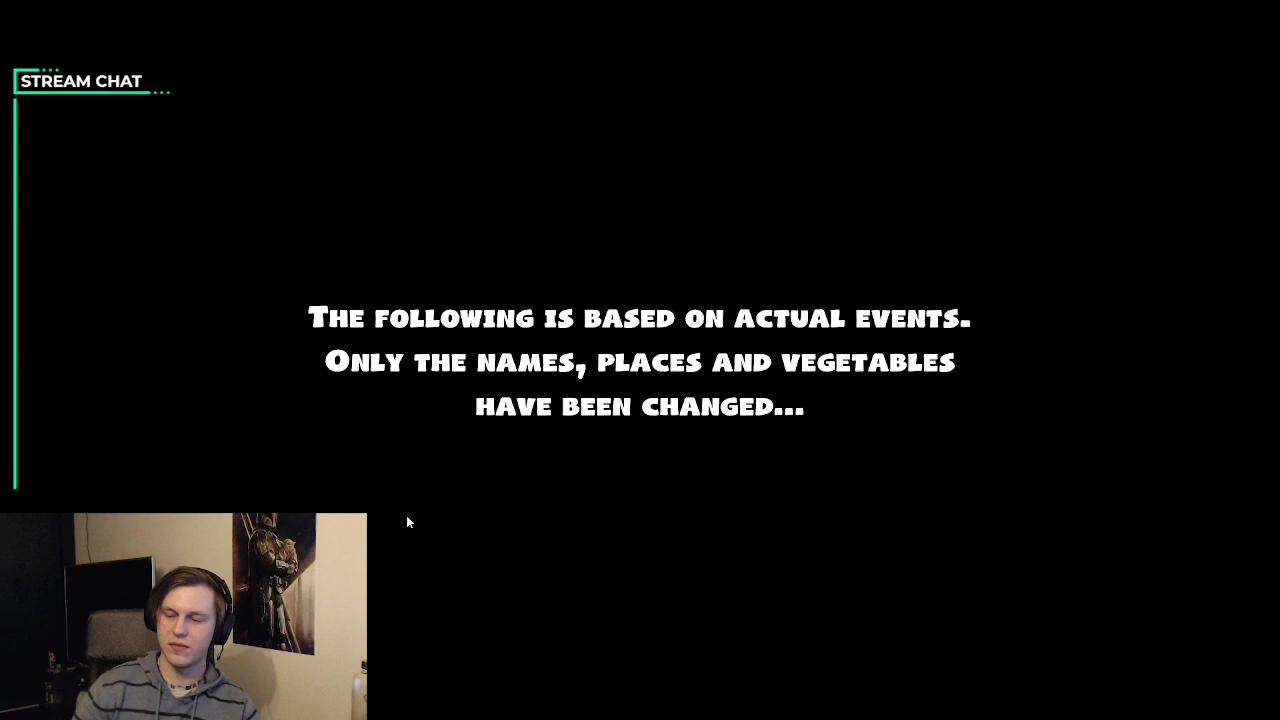 STREAM CHAT
The following is based on actual events.
Only the names, places and vegetables
have been changed...